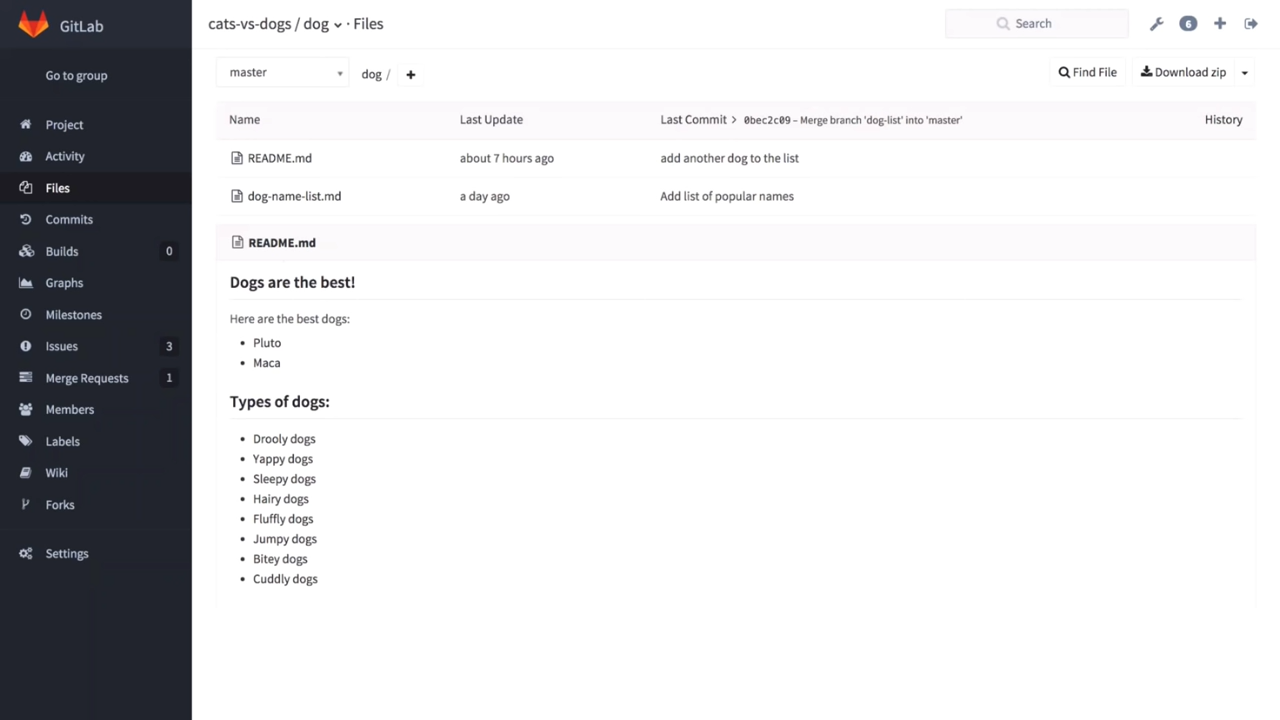 GitLab
cats-vs-dogs / dog · Files
Search
6
Go to group
master
dog /
Find File
Download zip
Project
Activity
Files
Commits
Builds 0
Graphs
Milestones
Issues 3
Merge Requests 1
Members
Labels
Wiki
Forks
Settings
Name Last Update Last Commit > 0bec2c09 – Merge branch 'dog-list' into 'master' History
README.md about 7 hours ago add another dog to the list
dog-name-list.md a day ago Add list of popular names
README.md
Dogs are the best!
Here are the best dogs:
• Pluto
• Maca
Types of dogs:
• Drooly dogs
• Yappy dogs
• Sleepy dogs
• Hairy dogs
• Fluffly dogs
• Jumpy dogs
• Bitey dogs
• Cuddly dogs